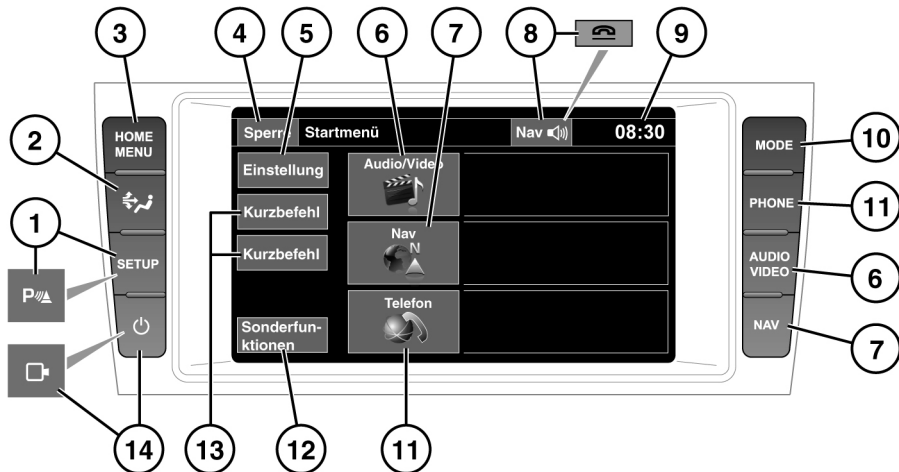 3
4
5
6
7
8
9
HOME
MENU
Sperre
Startmenü
Nav
08:30
MODE
10
2
Einstellung
Audio/Video
PHONE
11
Kurzbefehl
1
SETUP
Kurzbefehl
Nav
N
AUDIO
VIDEO
6
P
Telefon
NAV
Sonderfun-
ktionen
7
14
13
12
11